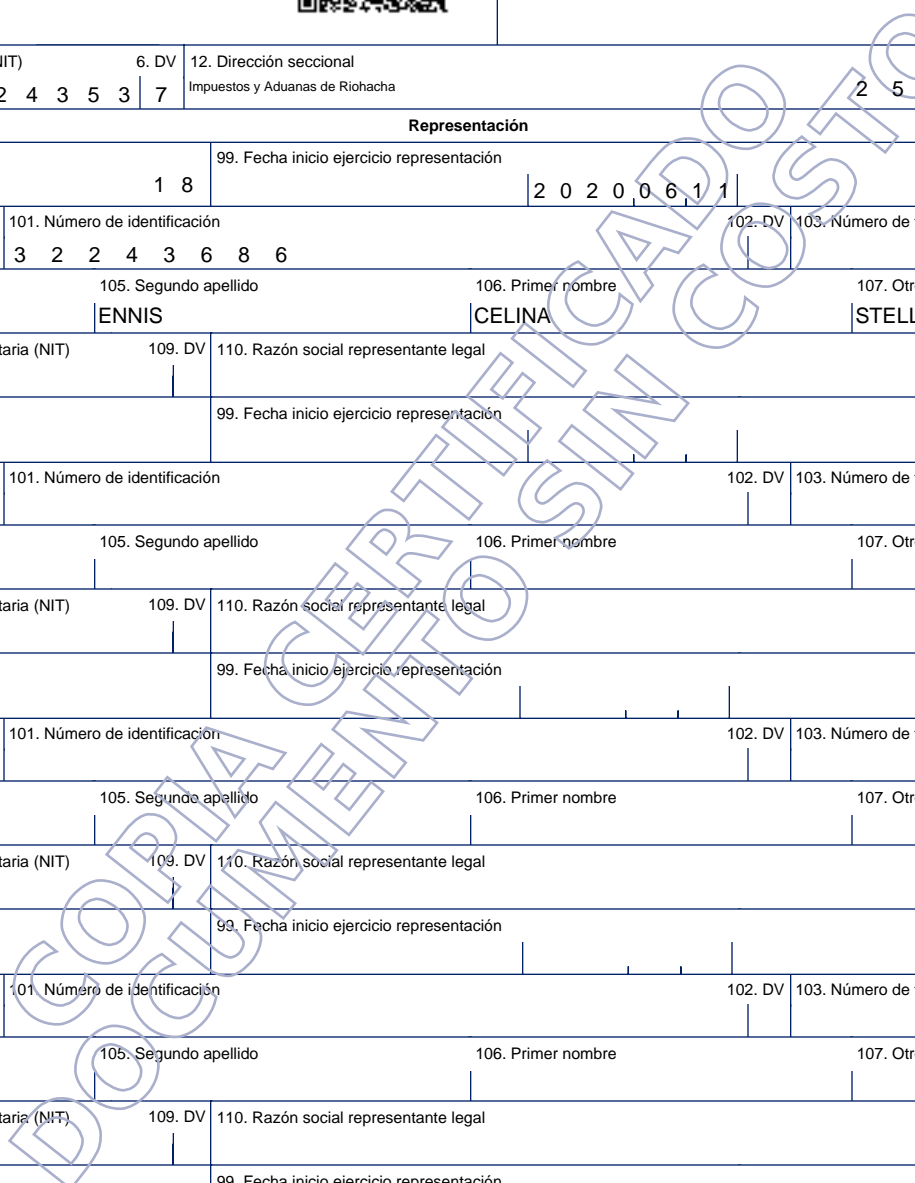 6. DV 12. Dirección seccional
2 4 3 5 3 7 Impuestos y Aduanas de Riohacha 2 5
Representación
99. Fecha inicio ejercicio representación
1 8 2 0 2 0 0 6 1 1
101. Número de identificación 102. DV 103. Número de
3 2 2 4 3 6 8 6
105. Segundo apellido 106. Primer nombre 107.
ENNIS CELINA
(NIT) 109. DV 110. Razón social representante legal
99. Fecha inicio ejercicio representación
101. Número de identificación 102. DV 103. Número de
105. Segundo apellido 106. Primer nombre 107.
(NIT) 109. DV 110. Razón social representante legal
99. Fecha inicio ejercicio representación
101. Número de identificación 102. DV 103. Número de
105. Segundo apellido 106. Primer nombre 107.
(NIT) 109. DV 110. Razón social representante legal
99. Fecha inicio ejercicio representación
101. Número de identificación 102. DV 103. Número de
105. Segundo apellido 106. Primer nombre 107.
(NIT) 109. DV 110. Razón social representante legal
99. Fecha inicio ejercicio representación
COPIA CERTIFICADO
DOCUMENTO SIN COSTO